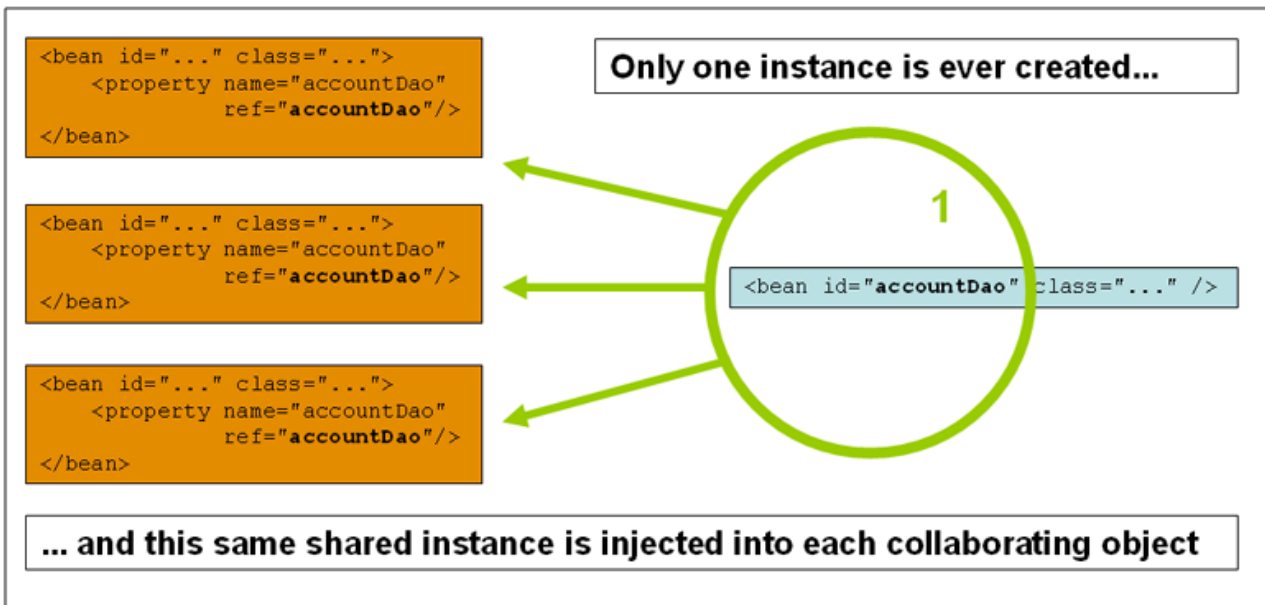 <bean id="..." class="...">
    <property name="accountDao"
              ref="accountDao"/>
</bean>
Only one instance is ever created...
1
<bean id="..." class="...">
    <property name="accountDao"
              ref="accountDao"/>
</bean>
<bean id="accountDao" class="..." />
<bean id="..." class="...">
    <property name="accountDao"
              ref="accountDao"/>
</bean>
... and this same shared instance is injected into each collaborating object